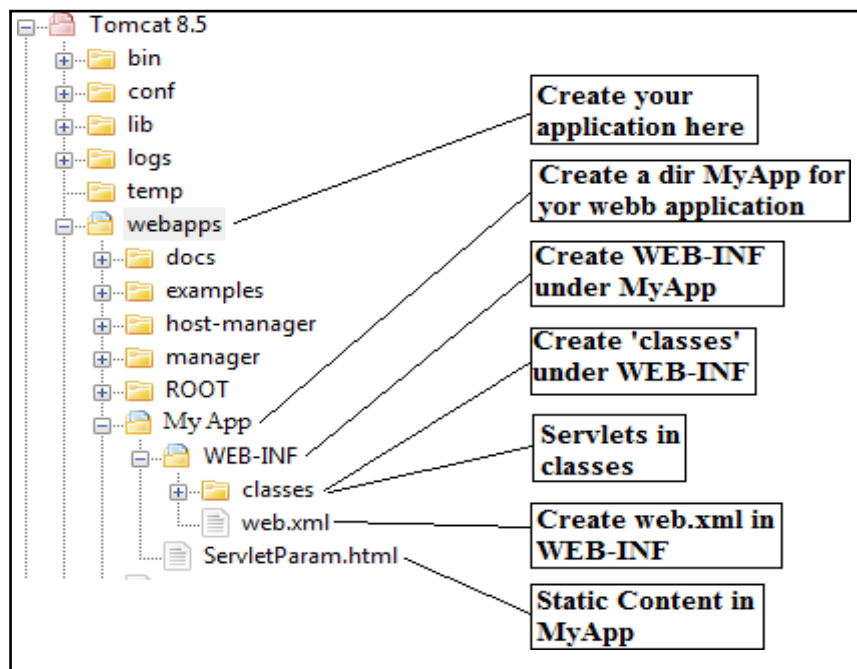 Tomcat 8.5
bin
conf
lib
logs
temp
webapps
docs
examples
host-manager
manager
ROOT
My App
WEB-INF
classes
web.xml
ServletParam.html
Create your
application here
Create a dir MyApp for
yor webb application
Create WEB-INF
under MyApp
Create 'classes'
under WEB-INF
Servlets in
classes
Create web.xml in
WEB-INF
Static Content in
MyApp